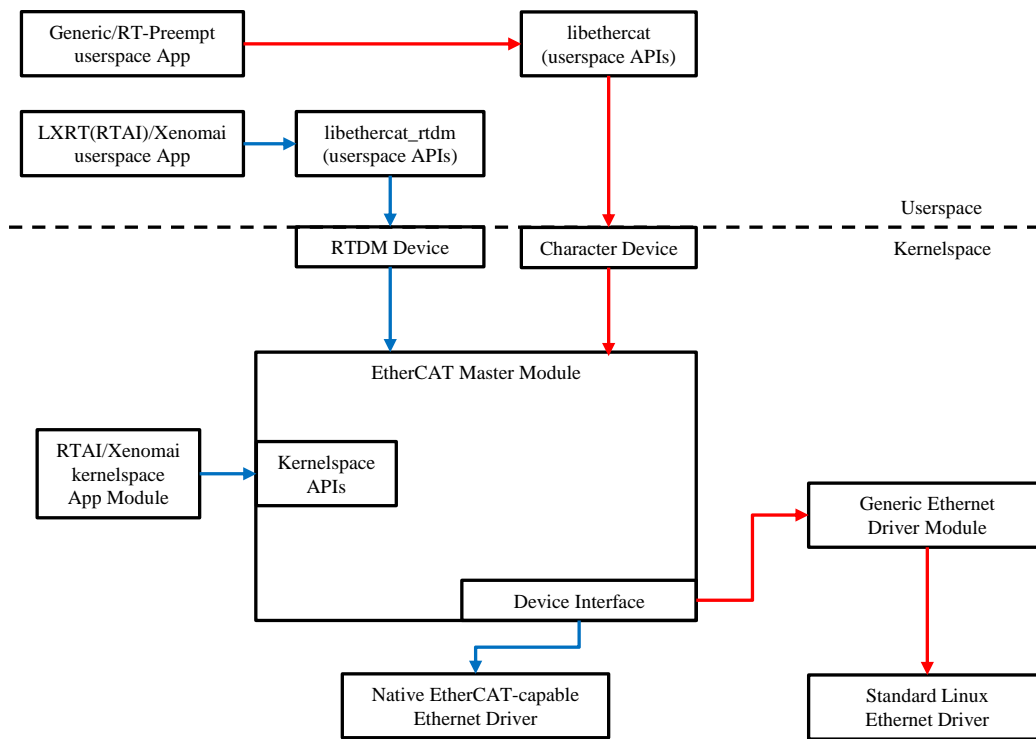 Generic/RT-Preempt
userspace App
libethercat
(userspace APIs)
LXRT(RTAI)/Xenomai
userspace App
libethercat_rtdm
(userspace APIs)
Userspace
RTDM Device
Character Device
Kernelspace
EtherCAT Master Module
RTAI/Xenomai
kernelspace
App Module
Kernelspace
APIs
Generic Ethernet
Driver Module
Device Interface
Native EtherCAT-capable
Ethernet Driver
Standard Linux
Ethernet Driver